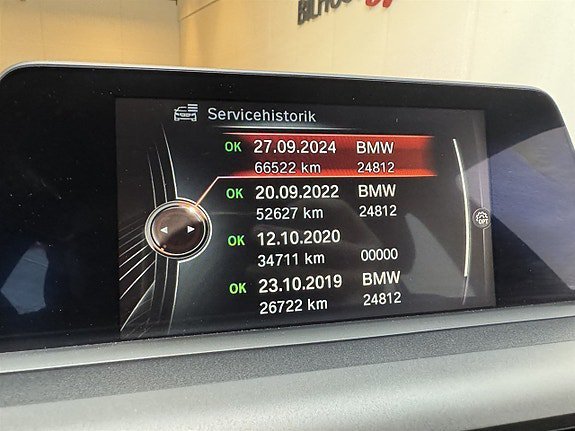 Servicehistorik
OK 27.09.2024 BMW
66522 km 24812
OK 20.09.2022 BMW
52627 km 24812
OK 12.10.2020
34711 km 00000
OK 23.10.2019 BMW
26722 km 24812
OPT